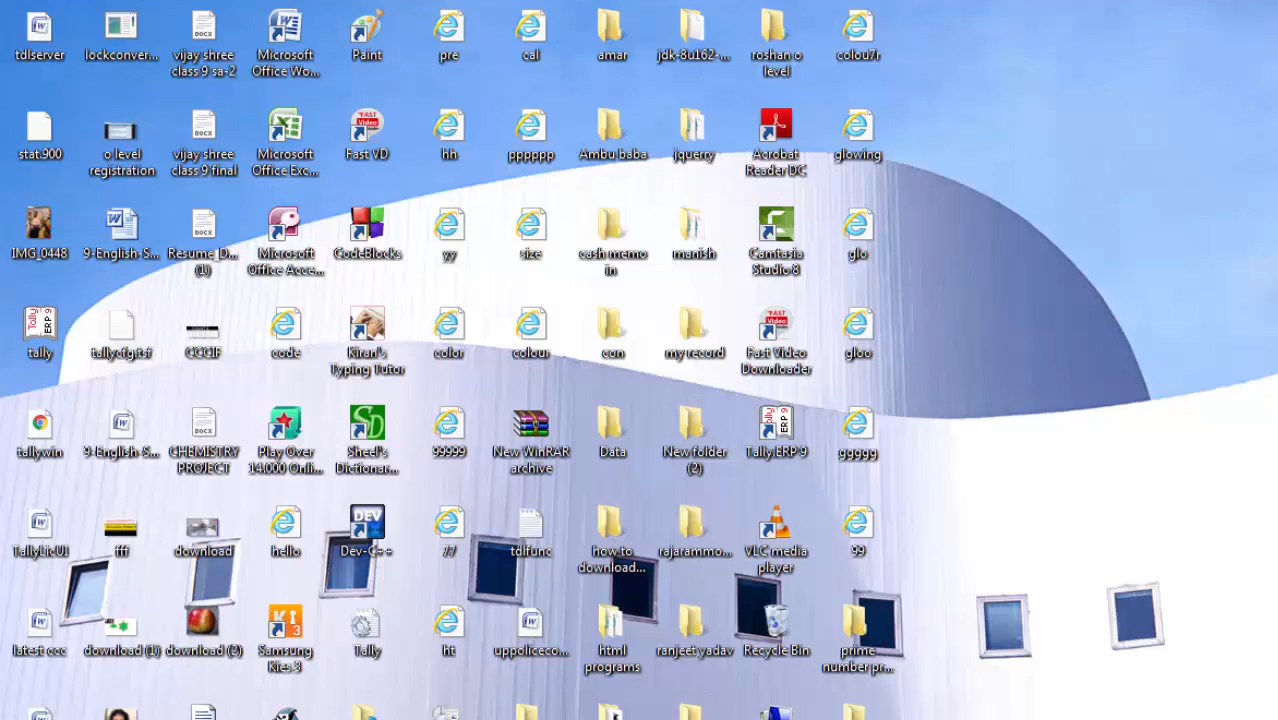 tdlserver
lockconver...
vijay shree
class 9 sa-2
Microsoft
Office Wo...
Paint
pre
cal
amar
jdk-8u162-...
roshan o
level
colou7r
stat.900
o level
registration
vijay shree
class 9 final
Microsoft
Office Exc...
Fast VD
hh
pppppp
Ambu baba
jquerry
Acrobat
Reader DC
glowing
IMG_0448
9-English-S...
Resume_D...
(1)
Microsoft
Office Acce...
CodeBlocks
yy
size
cash memo
in
manish
Camtasia
Studio 8
glo
tally
tallycfg.tsf
CCCIF
code
Kiran's
Typing Tutor
color
colour
con
my record
Fast Video
Downloader
gloo
tallywin
9-English-S...
CHEMISTRY
PROJECT
Play Over
14.000 Onli...
Sheel's
Dictionar...
99999
New WinRAR
archive
Data
New folder
(2)
Tally.ERP 9
ggggg
TallyLicUI
fff
download
hello
Dev-C++
77
tdlfunc
how to
download...
rajarammo...
VLC media
player
99
latest ccc
download (1)
download (2)
Samsung
Kies 3
Tally
ht
uppoliceco...
html
programs
ranjeet yadav
Recycle Bin
prime
number pr...